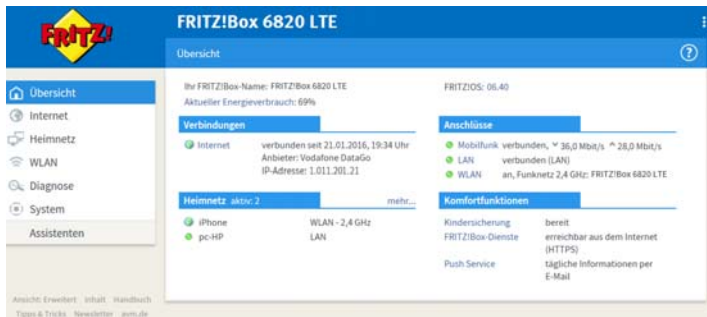 FRITZ!
FRITZ!Box 6820 LTE
Übersicht
Übersicht
Internet
Heimnetz
WLAN
Diagnose
System
Assistenten
Ansicht: Erweitert Inhalt Handbuch
Tipps & Tricks Newsletter avm.de
Ihr FRITZ!Box-Name: FRITZ!Box 6820 LTE
Aktueller Energieverbrauch: 69%
FRITZ!OS: 06.40
Verbindungen
Internet verbunden seit 21.01.2016, 19:34 Uhr
Anbieter: Vodafone DataGo
IP-Adresse: 1.011.201.21
Anschlüsse
Mobilfunk verbunden, 36,0 Mbit/s 28,0 Mbit/s
LAN verbunden (LAN)
WLAN an, Funknetz 2,4 GHz: FRITZ!Box 6820 LTE
Heimnetz aktiv: 2 mehr...
iPhone WLAN - 2,4 GHz
pc-HP LAN
Komfortfunktionen
Kindersicherung bereit
FRITZ!Box-Dienste erreichbar aus dem Internet
(HTTPS)
Push Service tägliche Informationen per
E-Mail